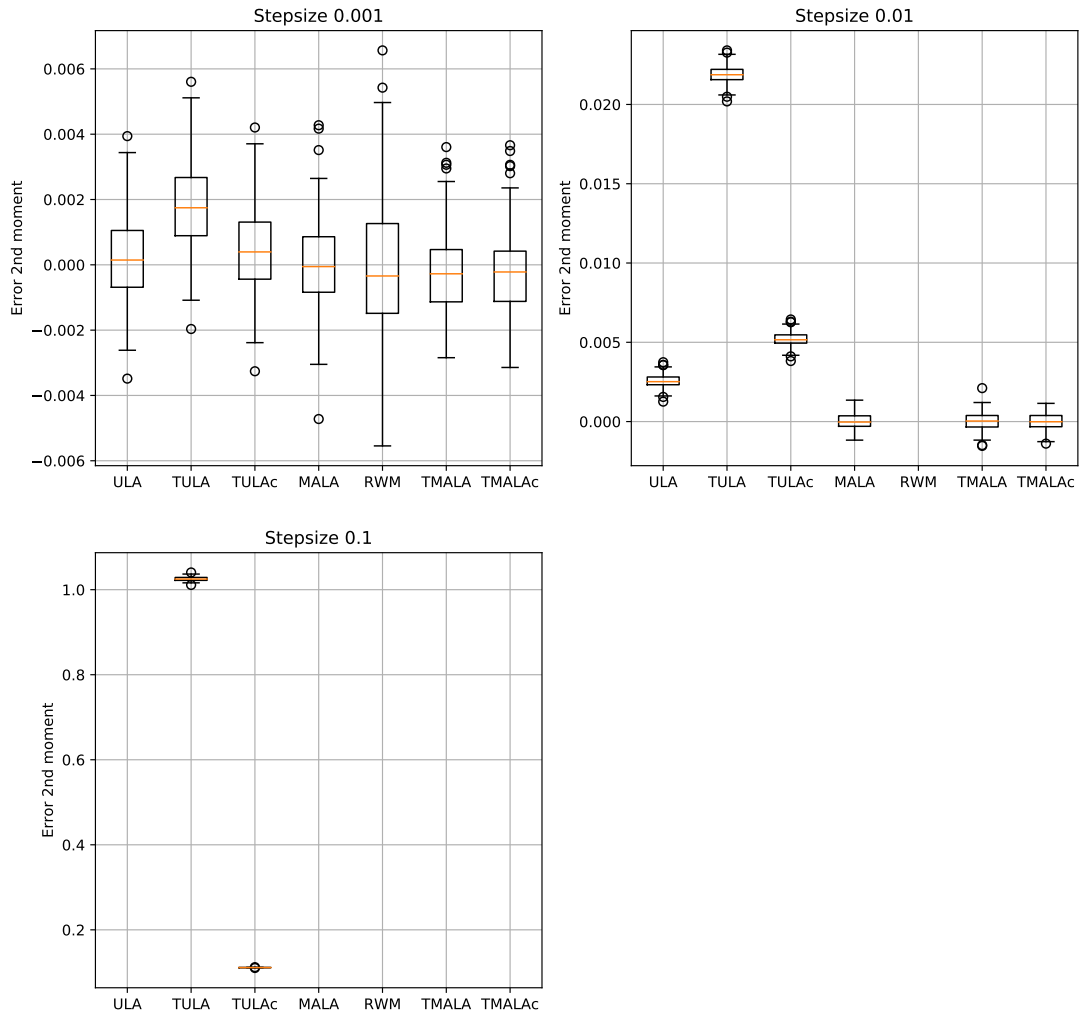 Stepsize 0.001
Error 2nd moment
0.006
0.004
0.002
0.000
−0.002
−0.004
−0.006
ULA TULA TULAc MALA RWM TMALA TMALAc
Stepsize 0.01
Error 2nd moment
0.020
0.015
0.010
0.005
0.000
ULA TULA TULAc MALA RWM TMALA TMALAc
Stepsize 0.1
Error 2nd moment
1.0
0.8
0.6
0.4
0.2
ULA TULA TULAc MALA RWM TMALA TMALAc